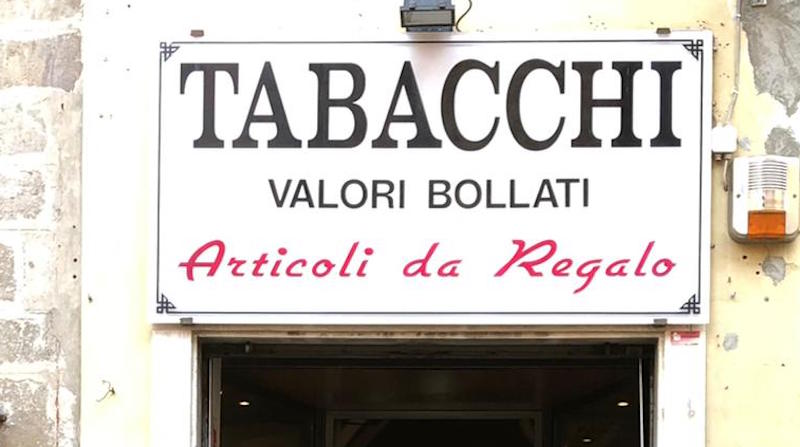 TABACCHI
VALORI BOLLATI
Articoli da Regalo